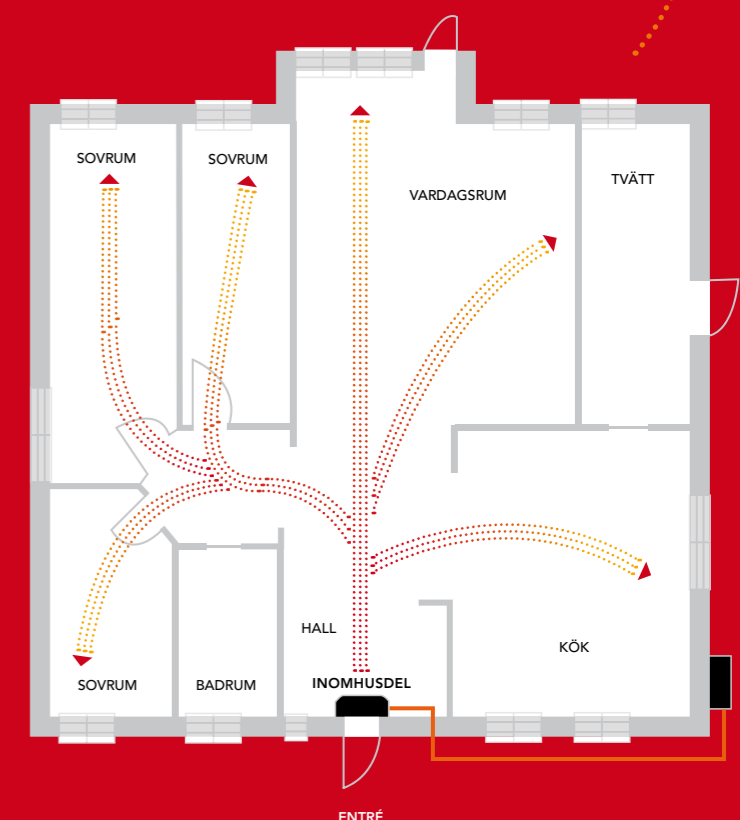 SOVRUM
SOVRUM
TVÄTT
VARDAGSRUM
HALL
KÖK
INOMHUSDEL
SOVRUM
BADRUM
ENTRÉ